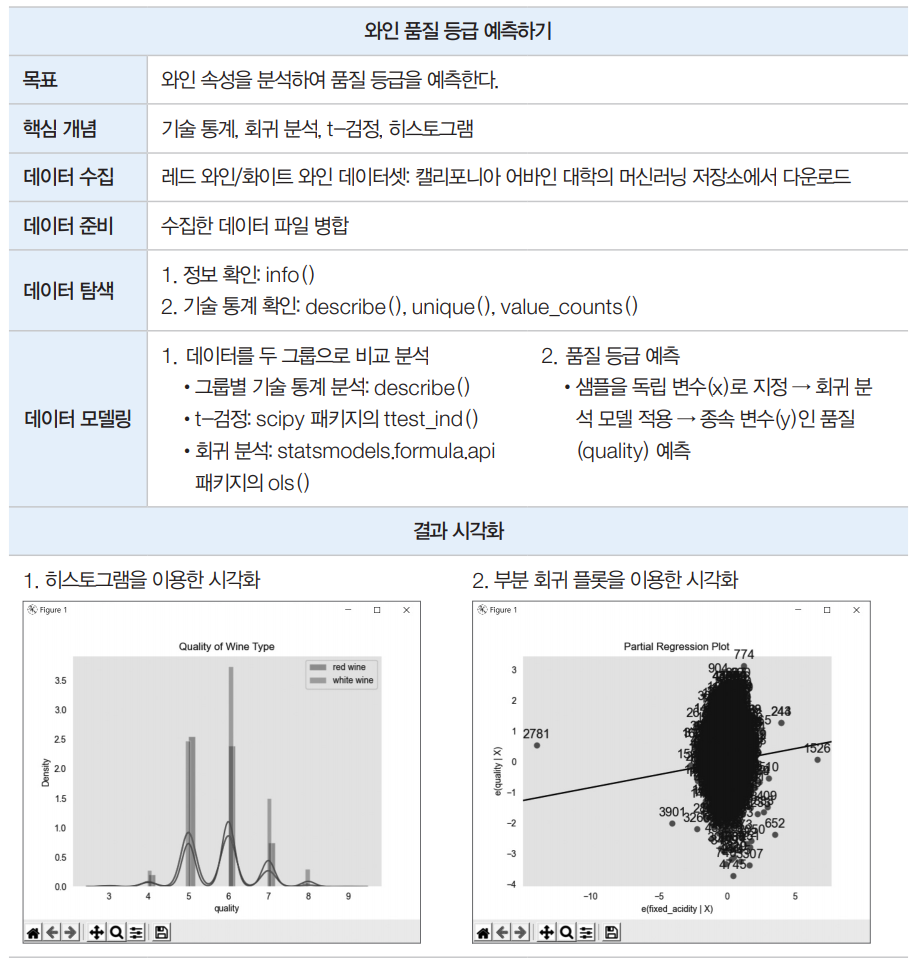 와인 품질 등급 예측하기
목표
와인 속성을 분석하여 품질 등급을 예측한다.
핵심 개념
기술 통계, 회귀 분석, t-검정, 히스토그램
데이터 수집
레드 와인/화이트 와인 데이터셋: 캘리포니아 어바인 대학의 머신러닝 저장소에서 다운로드
데이터 준비
수집한 데이터 파일 병합
데이터 탐색
1. 정보 확인: info()
2. 기술 통계 확인: describe(), unique(), value_counts()
데이터 모델링
1. 데이터를 두 그룹으로 비교 분석
• 그룹별 기술 통계 분석: describe()
• t-검정: scipy 패키지의 ttest_ind()
• 회귀 분석: statsmodels.formula.api
패키지의 ols()
2. 품질 등급 예측
• 샘플을 독립 변수(x)로 지정 → 회귀 분
석 모델 적용 → 종속 변수(y)인 품질
(quality) 예측
결과 시각화
1. 히스토그램을 이용한 시각화
Figure 1
Quality of Wine Type
red wine
white wine
3.5
3.0
2.5
2.0
1.5
1.0
0.5
0.0
Density
3 4 5 6 7 8 9
quality
2. 부분 회귀 플롯을 이용한 시각화
Figure 1
Partial Regression Plot
774
904
244
2781
1526
3901
652
3
2
1
0
−1
−2
−3
−4
e(quality | X)
−10 −5 0 5
e(fixed_acidity | X)